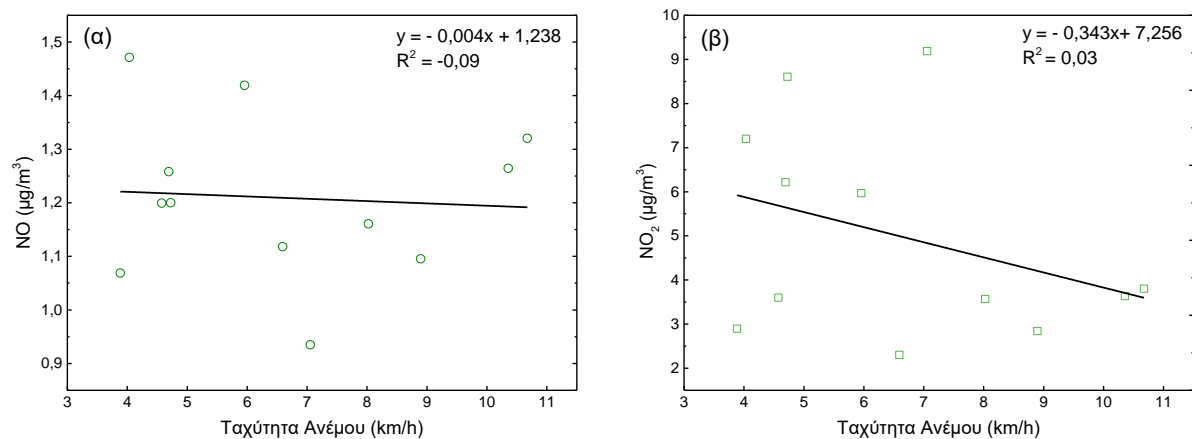 (α)
y = - 0,004x + 1,238
R² = -0,09
1,5
1,4
1,3
1,2
1,1
1,0
0,9
NO (μg/m³)
3 4 5 6 7 8 9 10 11
Ταχύτητα Ανέμου (km/h)
(β)
y = - 0,343x+ 7,256
R² = 0,03
10
9
8
7
6
5
4
3
2
NO₂ (μg/m³)
3 4 5 6 7 8 9 10 11
Ταχύτητα Ανέμου (km/h)